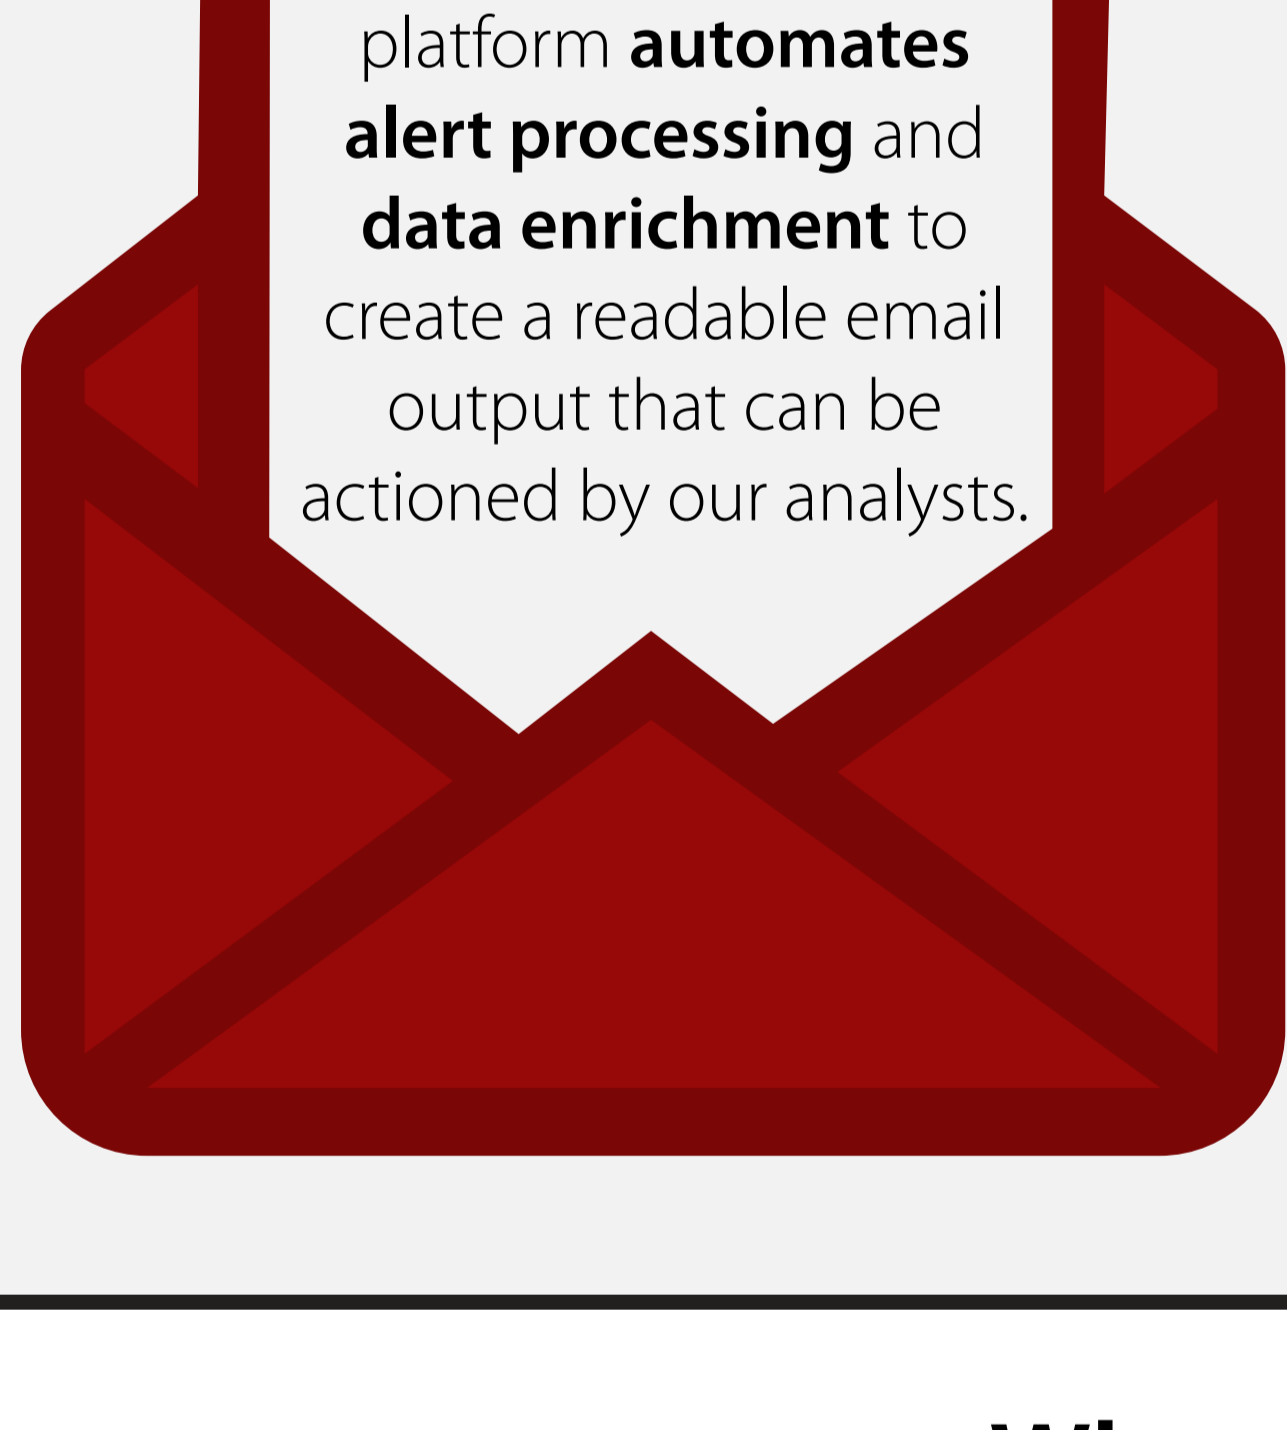 platform automates
alert processing and
data enrichment to
create a readable email
output that can be
actioned by our analysts.